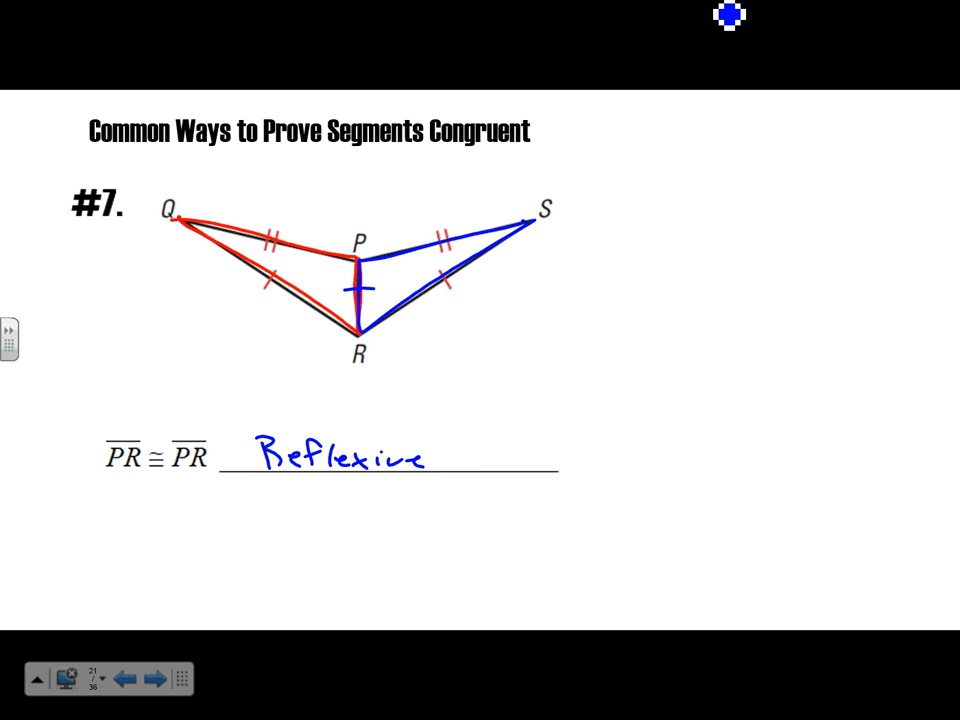 Common Ways to Prove Segments Congruent
#7.
Q
S
P
R
PR ≅ PR Reflexive
21
/
36